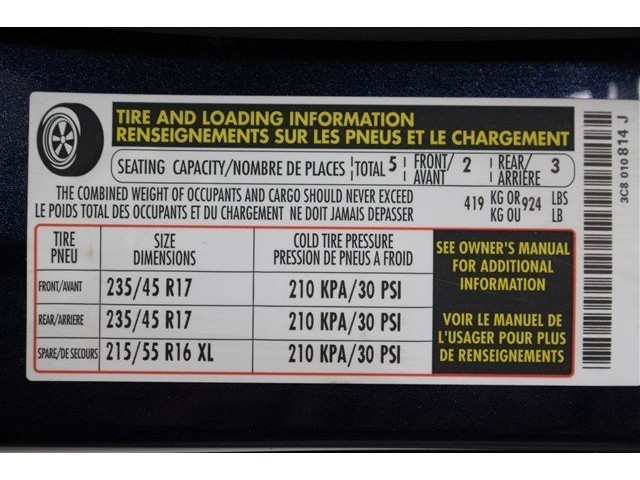 TIRE AND LOADING INFORMATION
RENSEIGNEMENTS SUR LES PNEUS ET LE CHARGEMENT
SEATING CAPACITY/NOMBRE DE PLACES TOTAL 5 FRONT/AVANT 2 REAR/ARRIÈRE 3
THE COMBINED WEIGHT OF OCCUPANTS AND CARGO SHOULD NEVER EXCEED 419 KG OR 924 LBS
LE POIDS TOTAL DES OCCUPANTS ET DU CHARGEMENT NE DOIT JAMAIS DEPASSER KG OU LB
TIRE PNEU SIZE DIMENSIONS COLD TIRE PRESSURE PRESSION DE PNEUS A FROID
FRONT/AVANT 235/45 R17 210 KPA/30 PSI
REAR/ARRIERE 235/45 R17 210 KPA/30 PSI
SPARE/DE SECOURS 215/55 R16 XL 210 KPA/30 PSI
SEE OWNER'S MANUAL
FOR ADDITIONAL
INFORMATION
VOIR LE MANUEL DE
L'USAGER POUR PLUS
DE RENSEIGNEMENTS
3C8 010 814 J